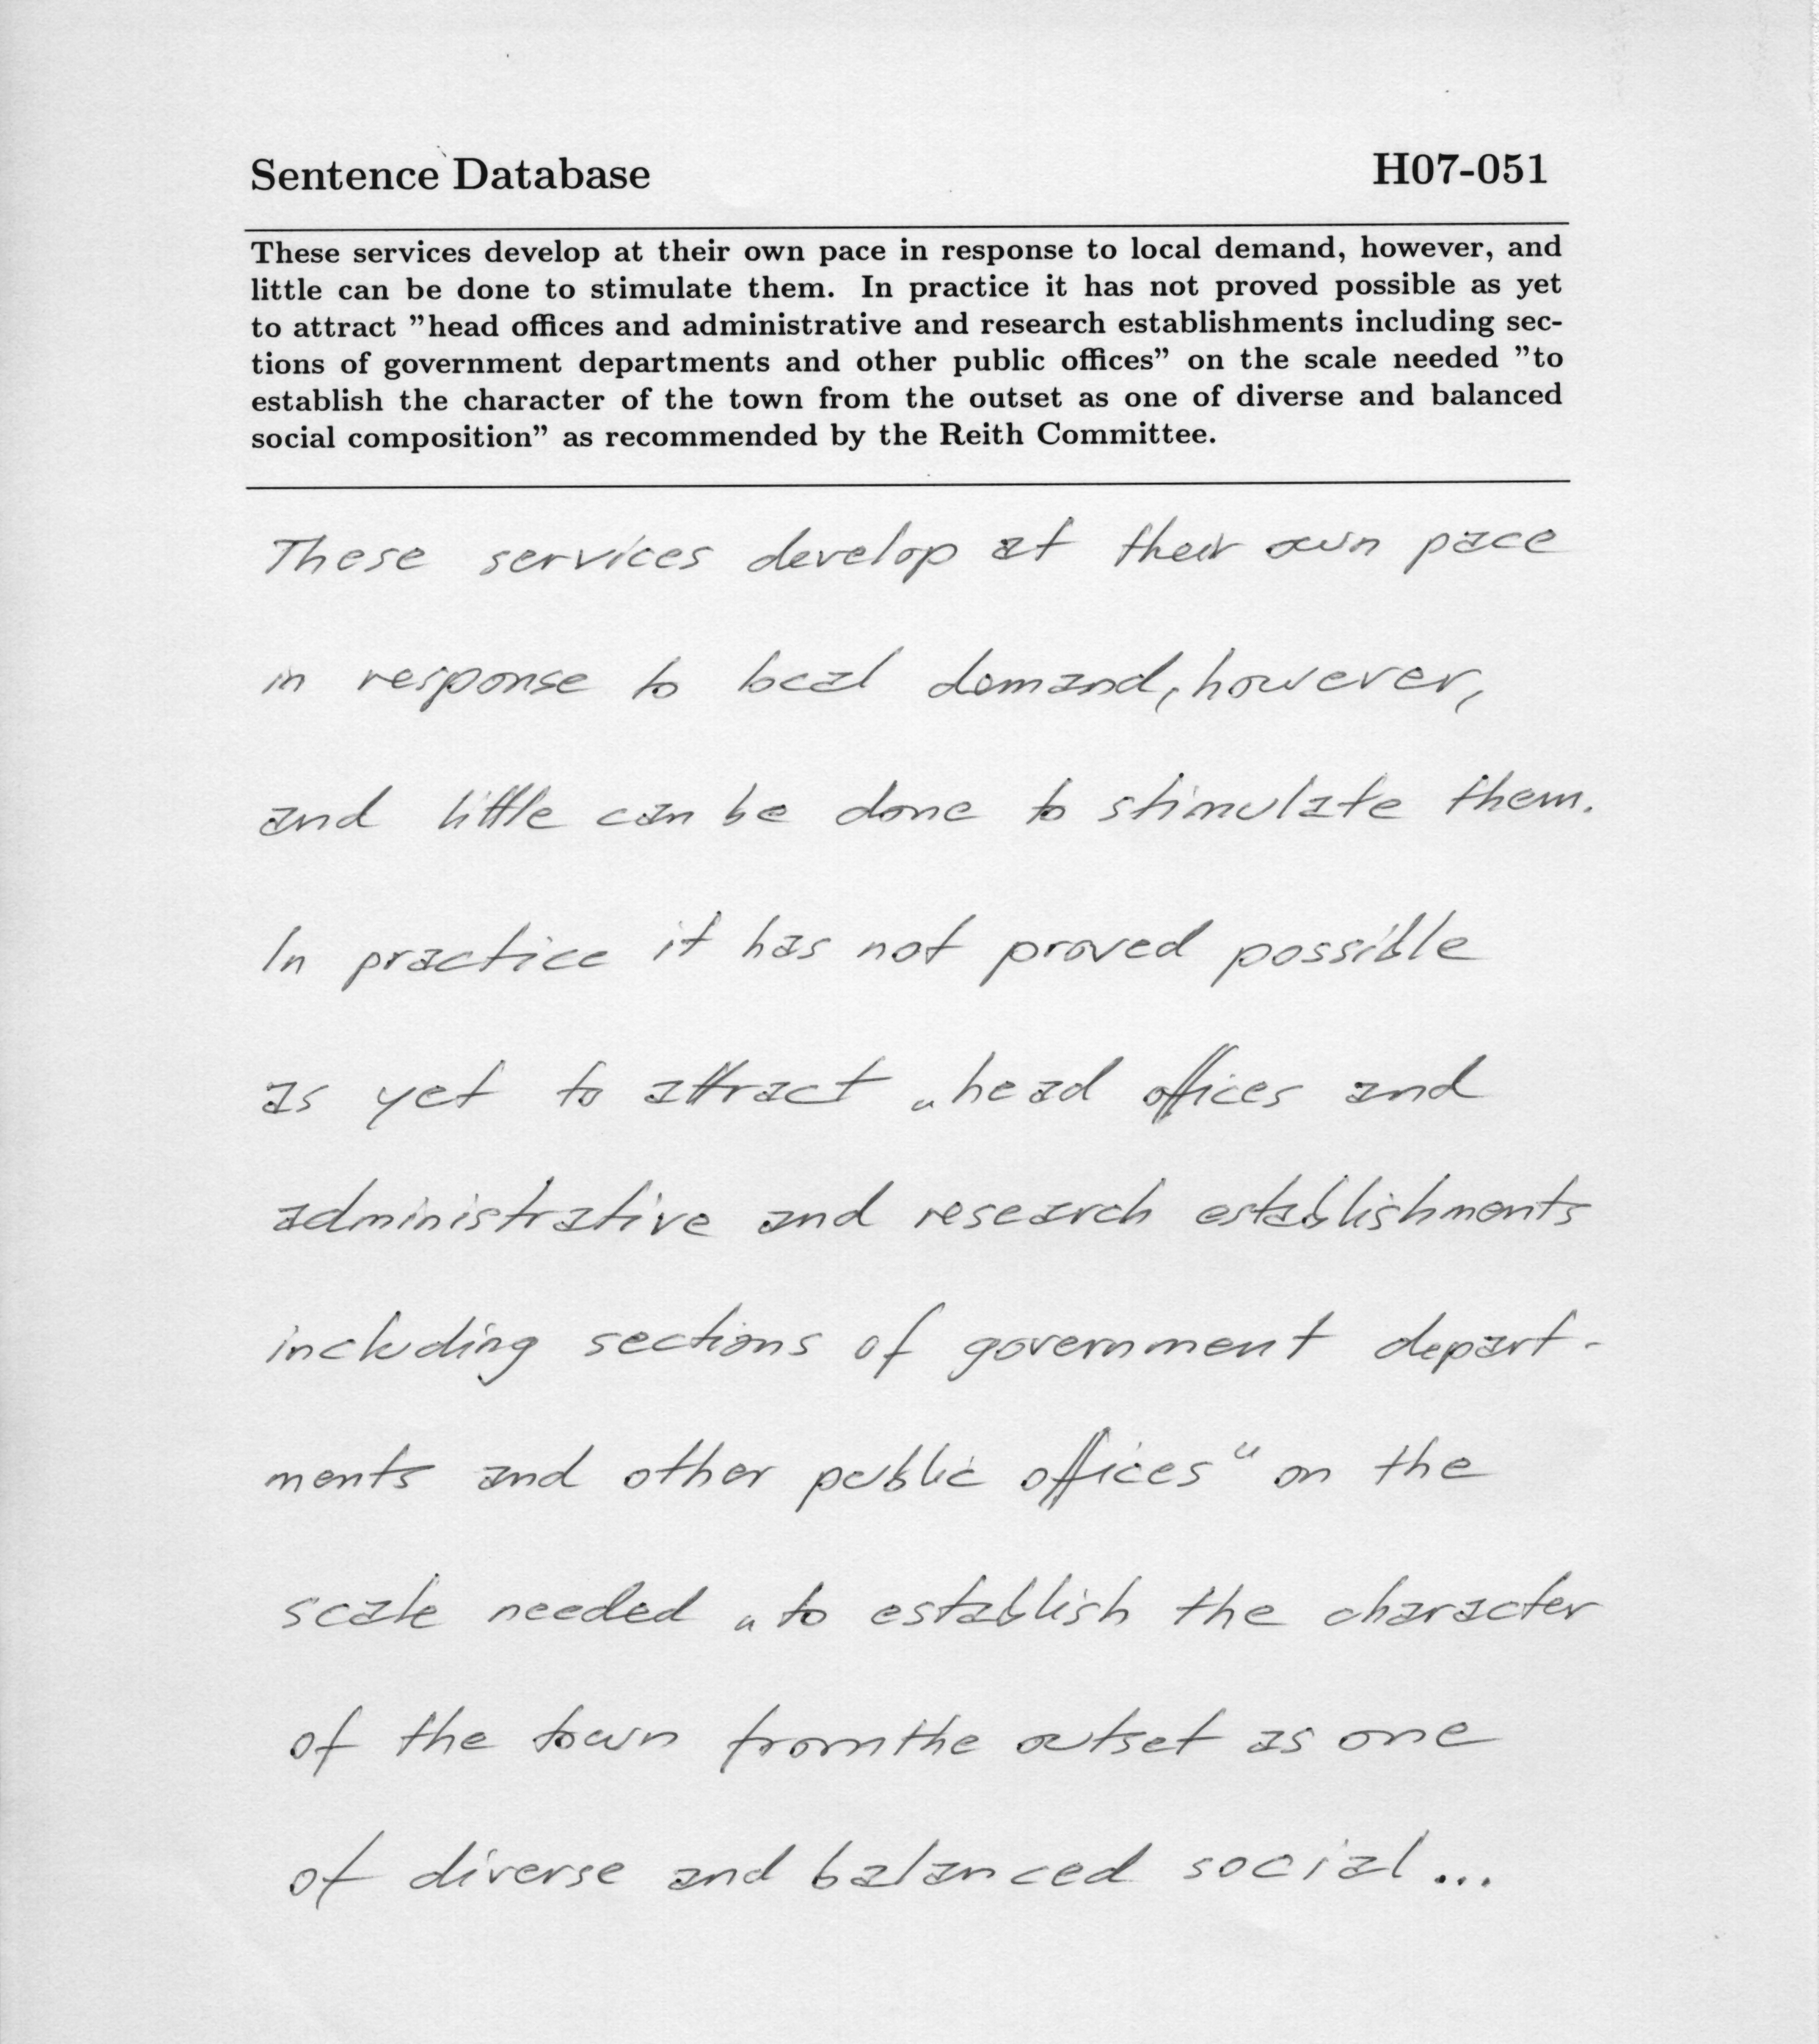 Sentence Database H07-051
These services develop at their own pace in response to local demand, however, and
little can be done to stimulate them. In practice it has not proved possible as yet
to attract ”head offices and administrative and research establishments including sec-
tions of government departments and other public offices” on the scale needed ”to
establish the character of the town from the outset as one of diverse and balanced
social composition” as recommended by the Reith Committee.
These services develop at their own pace
in response to local demand, however,
and little can be done to stimulate them.
In practice it has not proved possible
as yet to attract „head offices and
administrative and research establishments
including sections of government depart-
ments and other public offices“ on the
scale needed „to establish the character
of the town from the outset as one
of diverse and balanced social...